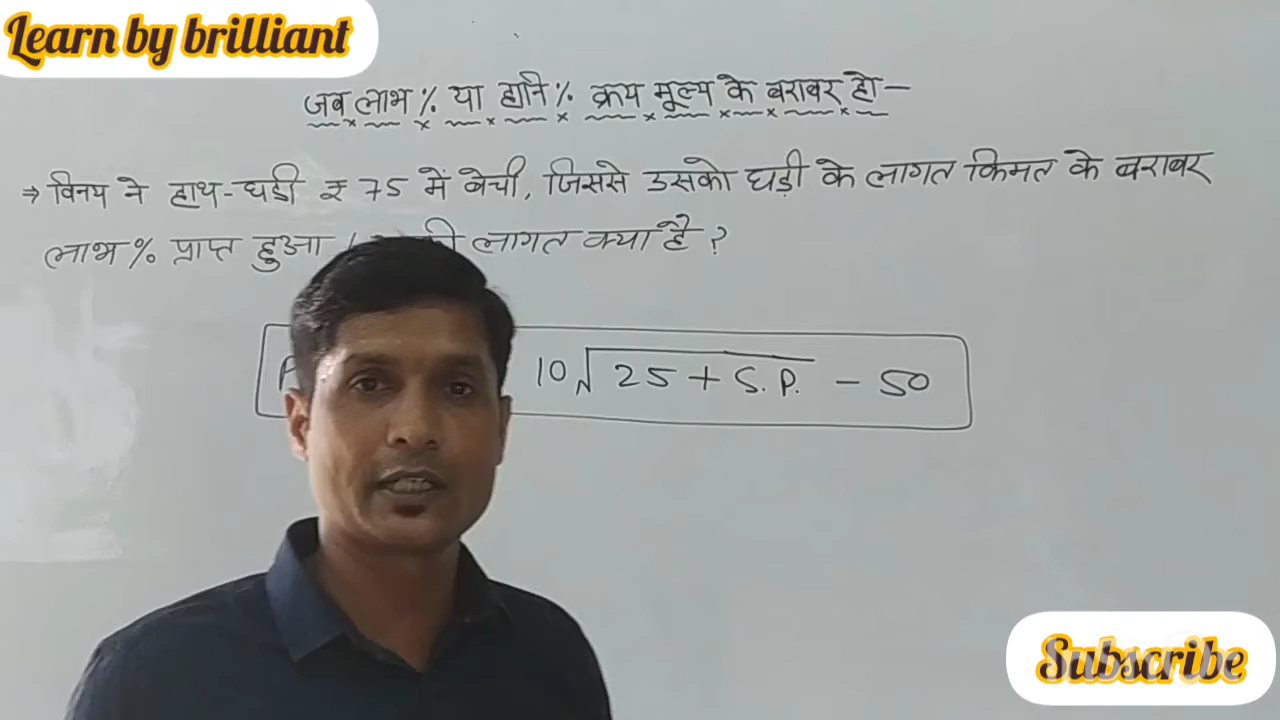 Learn by brilliant
जब लाभ % या हानि % क्रय मूल्य के बराबर हो -
⇒ विनय ने हाथ-घड़ी ₹ 75 में बेची, जिससे उसको घड़ी के लागत किमत के बराबर
लाभ % प्राप्त हुआ लागत क्या है ?
10√25 + S.P. - 50
Subscribe